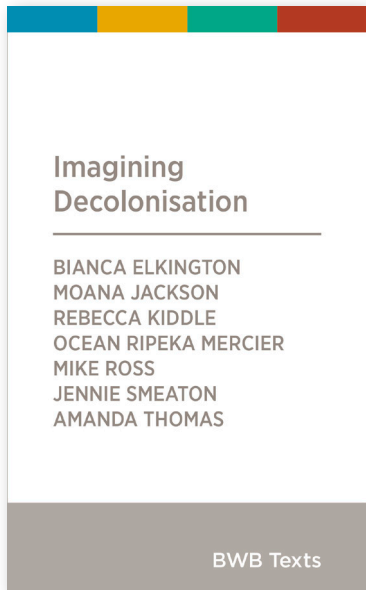 Imagining
Decolonisation
BIANCA ELKINGTON
MOANA JACKSON
REBECCA KIDDLE
OCEAN RIPEKA MERCIER
MIKE ROSS
JENNIE SMEATON
AMANDA THOMAS
BWB Texts